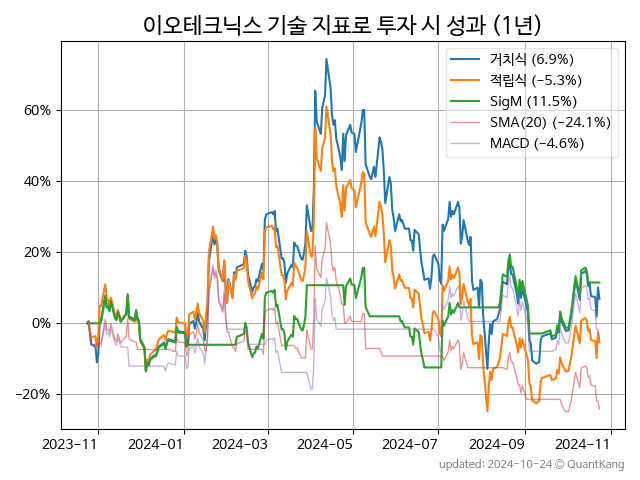 이오테크닉스 기술 지표로 투자 시 성과 (1년)
거치식 (6.9%)
적립식 (−5.3%)
SigM (11.5%)
SMA(20) (−24.1%)
MACD (−4.6%)
60%
40%
20%
0%
−20%
2023−11
2024−01
2024−03
2024−05
2024−07
2024−09
2024−11
updated: 2024-10-24 © QuantKang